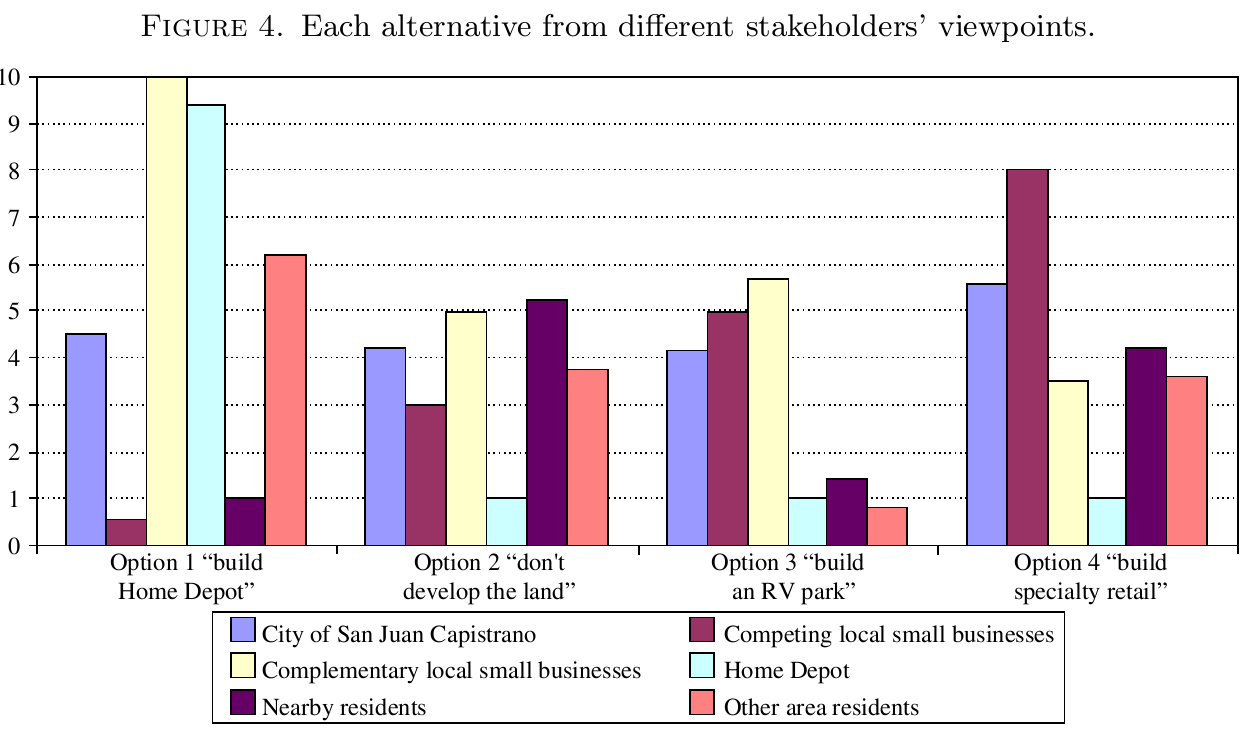 FIGURE 4. Each alternative from different stakeholders' viewpoints.
10
9
8
7
6
5
4
3
2
1
0
Option 1 “build
Home Depot”
Option 2 “don't
develop the land”
Option 3 “build
an RV park”
Option 4 “build
specialty retail”
City of San Juan Capistrano
Competing local small businesses
Complementary local small businesses
Home Depot
Nearby residents
Other area residents